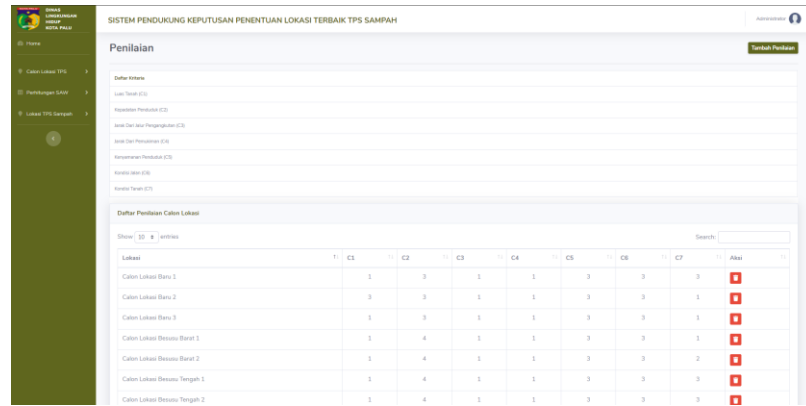 DINAS
LINGKUNGAN
HIDUP
KOTA PALU
SISTEM PENDUKUNG KEPUTUSAN PENENTUAN LOKASI TERBAIK TPS SAMPAH
Administrator
Home
Calon Lokasi TPS
Perhitungan SAW
Lokasi TPS Sampah
Penilaian
Tambah Penilaian
Daftar Kriteria
Luas Tanah (C1)
Kepadatan Penduduk (C2)
Jarak Dari Jalur Pengangkutan (C3)
Jarak Dari Pemukiman (C4)
Kenyamanan Penduduk (C5)
Kondisi Jalan (C6)
Kondisi Tanah (C7)
Daftar Penilaian Calon Lokasi
Show 10 entries
Search:
Lokasi C1 C2 C3 C4 C5 C6 C7 Aksi
Calon Lokasi Baru 1 1 3 1 1 3 3 3
Calon Lokasi Baru 2 3 3 1 1 3 3 1
Calon Lokasi Baru 3 1 3 1 1 3 3 1
Calon Lokasi Besusu Barat 1 1 4 1 1 3 3 1
Calon Lokasi Besusu Barat 2 1 4 1 1 3 3 2
Calon Lokasi Besusu Tengah 1 1 4 1 1 3 3 3
Calon Lokasi Besusu Tengah 2 1 4 1 1 3 3 3